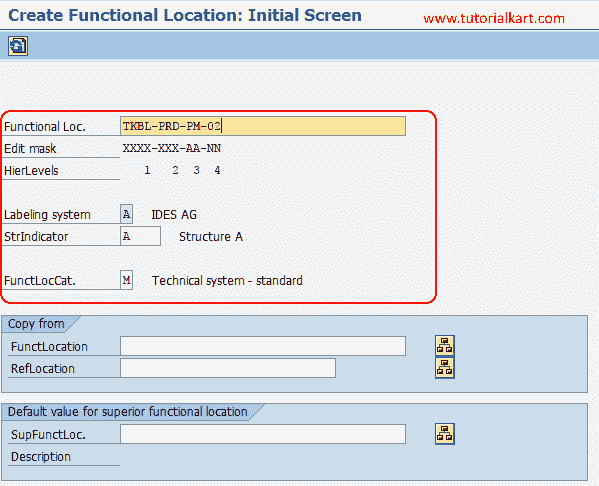 Create Functional Location: Initial Screen www.tutorialkart.com
Functional Loc. TKBL-PRD-PM-02
Edit mask XXXX-XXX-AA-NN
HierLevels 1 2 3 4
Labeling system A IDES AG
StrIndicator A Structure A
FunctLocCat. M Technical system - standard
Copy from
FunctLocation
RefLocation
Default value for superior functional location
SupFunctLoc.
Description